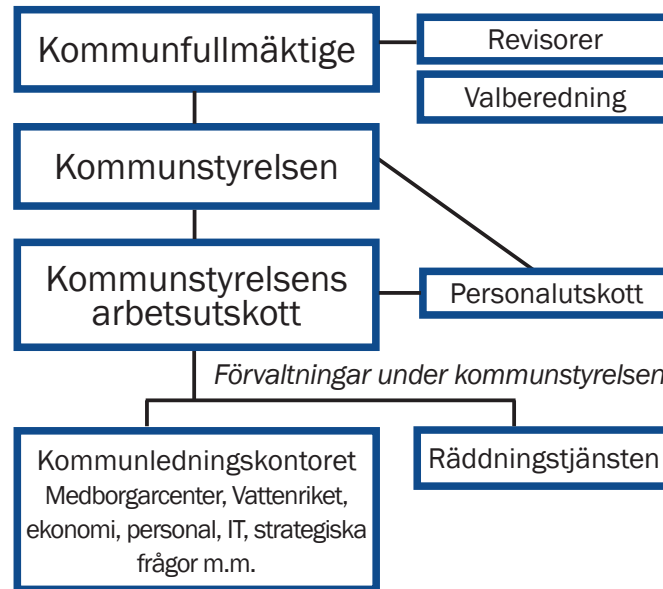 Kommunfullmäktige
Revisorer
Valberedning
Kommunstyrelsen
Kommunstyrelsens
arbetsutskott
Personalutskott
Förvaltningar under kommunstyrelsen
Kommunledningskontoret
Medborgarcenter, Vattenriket,
ekonomi, personal, IT, strategiska
frågor m.m.
Räddningstjänsten